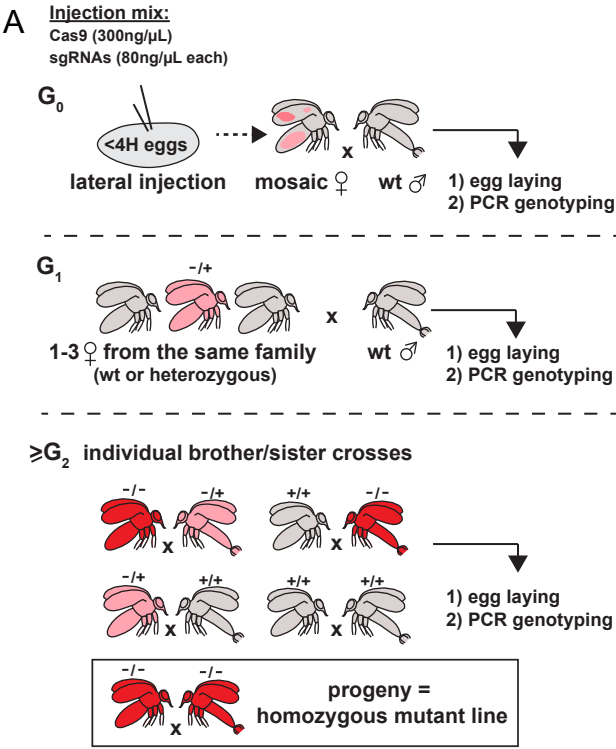 A
Injection mix:
Cas9 (300ng/µL)
sgRNAs (80ng/µL each)
G₀
<4H eggs
x
lateral injection
mosaic ♀
wt ♂
1) egg laying
2) PCR genotyping
G₁
-/+
x
1-3 ♀ from the same family
(wt or heterozygous)
wt ♂
1) egg laying
2) PCR genotyping
≥G₂ individual brother/sister crosses
-/- -/+ +/+ -/-
x x
-/+ +/+ +/+ +/+
x x
1) egg laying
2) PCR genotyping
-/- -/-
x
progeny =
homozygous mutant line